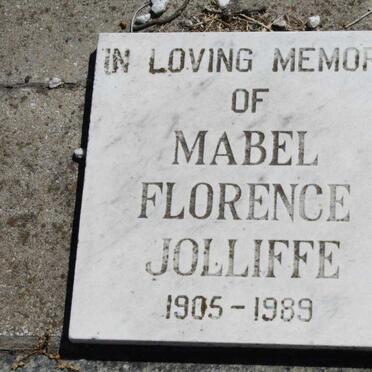 IN LOVING MEMOR
OF
MABEL
FLORENCE
JOLLIFFE
1905-1989